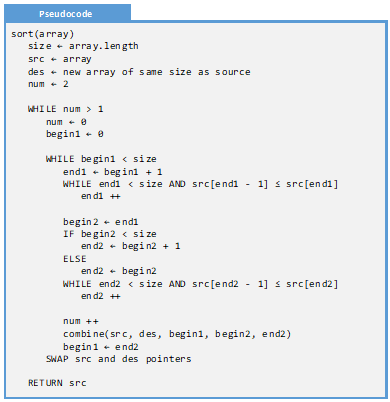 Pseudocode
sort(array)
size ← array.length
src ← array
des ← new array of same size as source
num ← 2
WHILE num > 1
num ← 0
begin1 ← 0
WHILE begin1 < size
end1 ← begin1 + 1
WHILE end1 < size AND src[end1 - 1] ≤ src[end1]
end1 ++
begin2 ← end1
IF begin2 < size
end2 ← begin2 + 1
ELSE
end2 ← begin2
WHILE end2 < size AND src[end2 - 1] ≤ src[end2]
end2 ++
num ++
combine(src, des, begin1, begin2, end2)
begin1 ← end2
SWAP src and des pointers
RETURN src